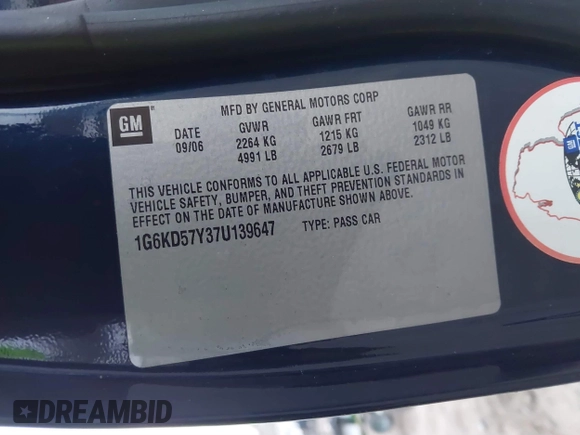 MFD BY GENERAL MOTORS CORP
GM
DATE GVWR GAWR FRT GAWR RR
09/06 2264 KG 1215 KG 1049 KG
4991 LB 2679 LB 2312 LB
THIS VEHICLE CONFORMS TO ALL APPLICABLE U.S. FEDERAL MOTOR
VEHICLE SAFETY, BUMPER, AND THEFT PREVENTION STANDARDS IN
EFFECT ON THE DATE OF MANUFACTURE SHOWN ABOVE.
1G6KD57Y37U139647 TYPE: PASS CAR
DREAMBID